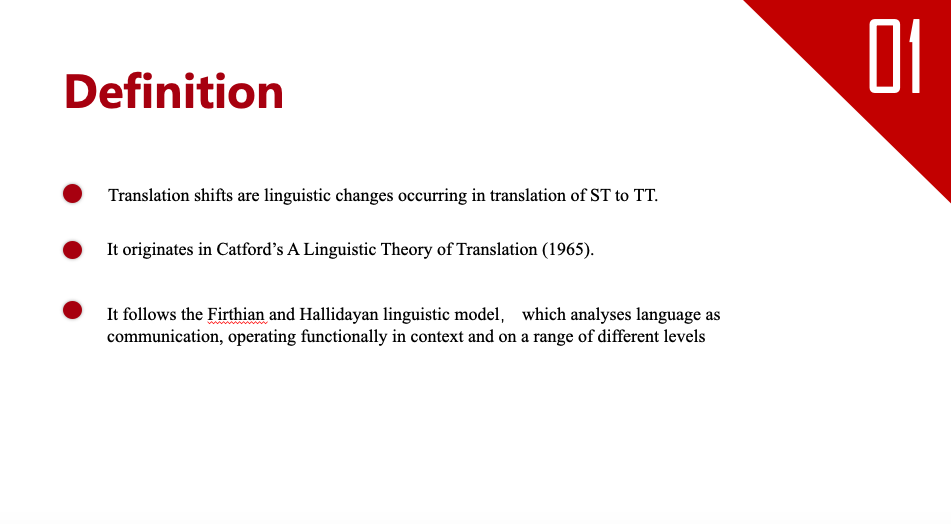 01
Definition
Translation shifts are linguistic changes occurring in translation of ST to TT.
It originates in Catford’s A Linguistic Theory of Translation (1965).
It follows the Firthian and Hallidayan linguistic model， which analyses language as
communication, operating functionally in context and on a range of different levels